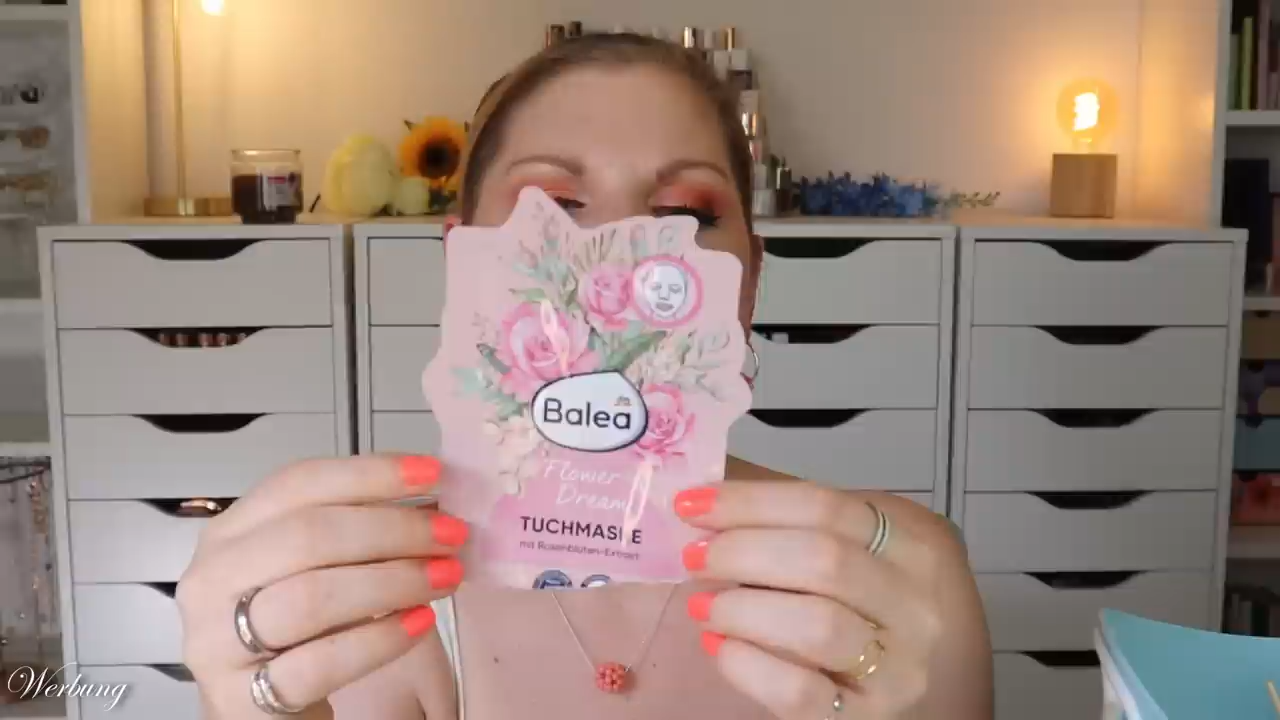 Balea
Flower
Dream
TUCHMASKE
mit Rosenblüten-Extrakt
Werbung